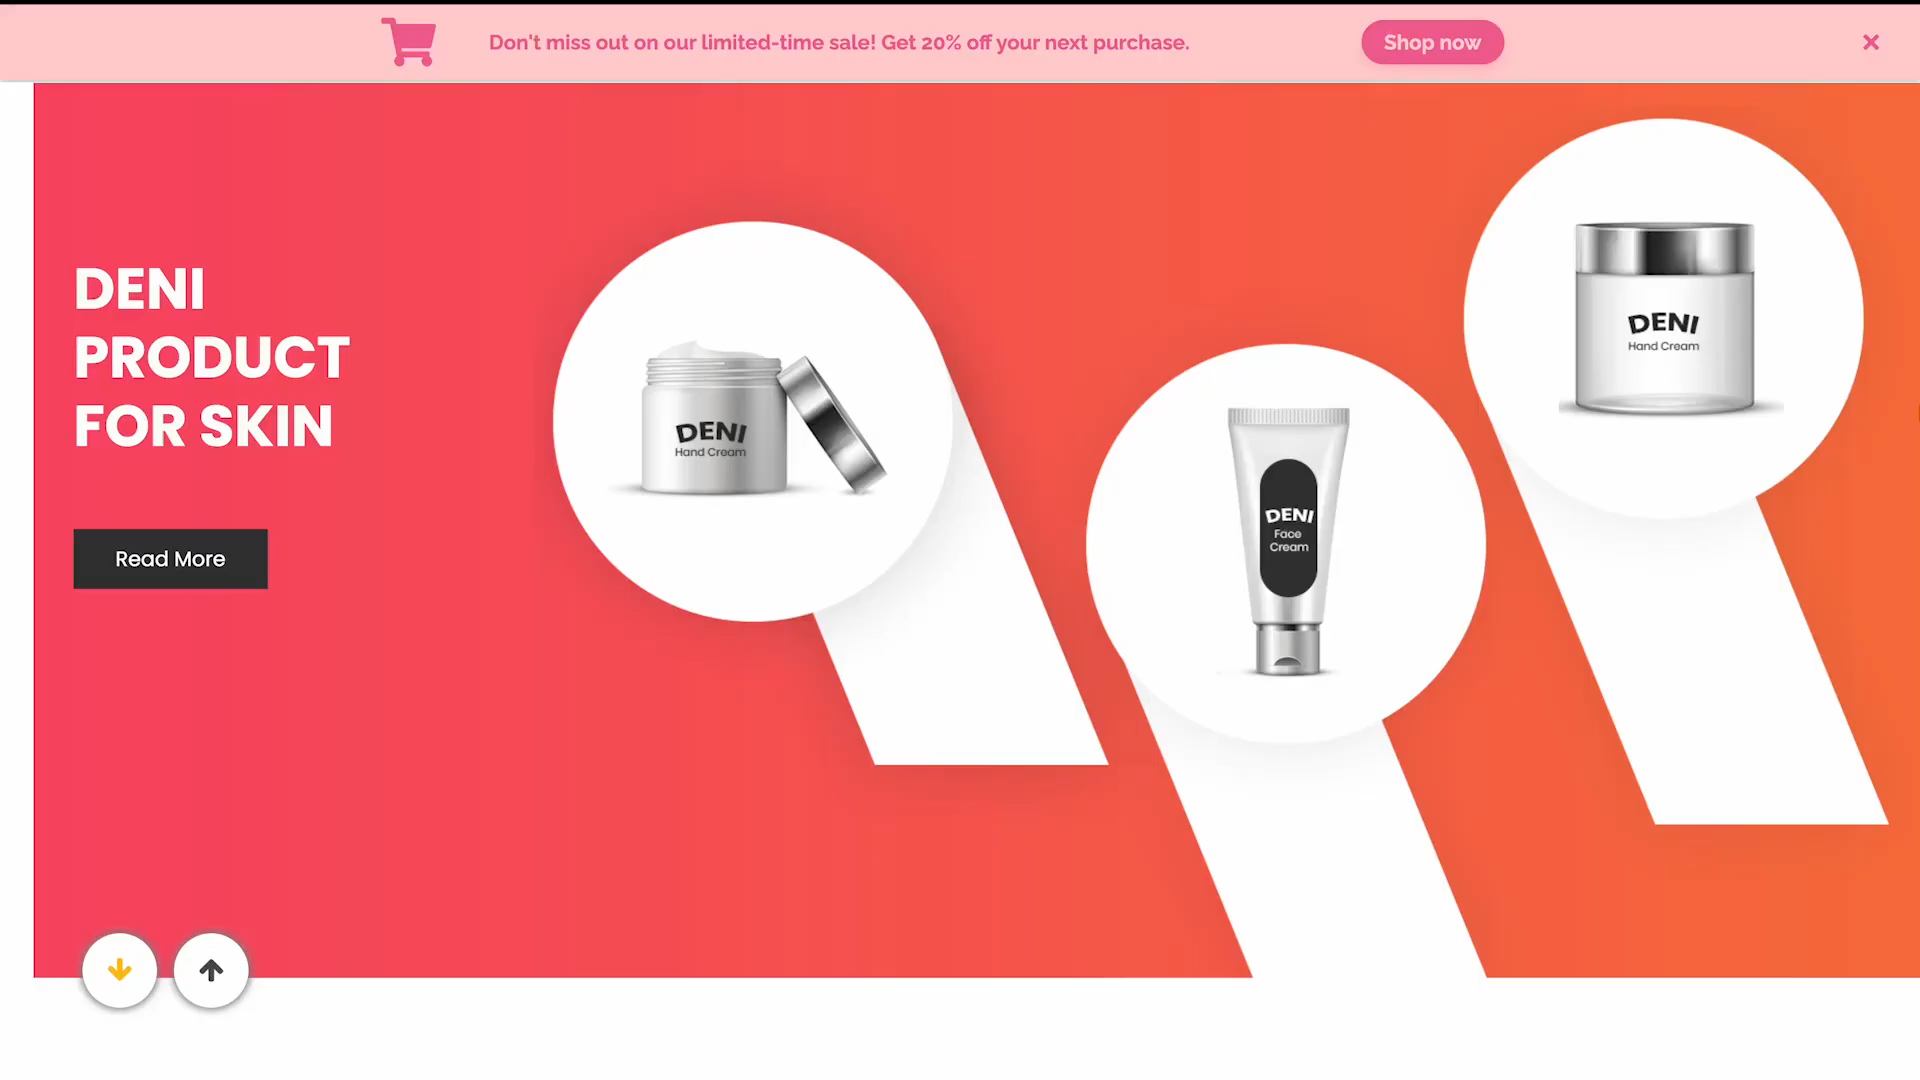 Don't miss out on our limited-time sale! Get 20% off your next purchase.
Shop now
DENI
PRODUCT
FOR SKIN
Read More
DENI
Hand Cream
DENI
Face
Cream
DENI
Hand Cream